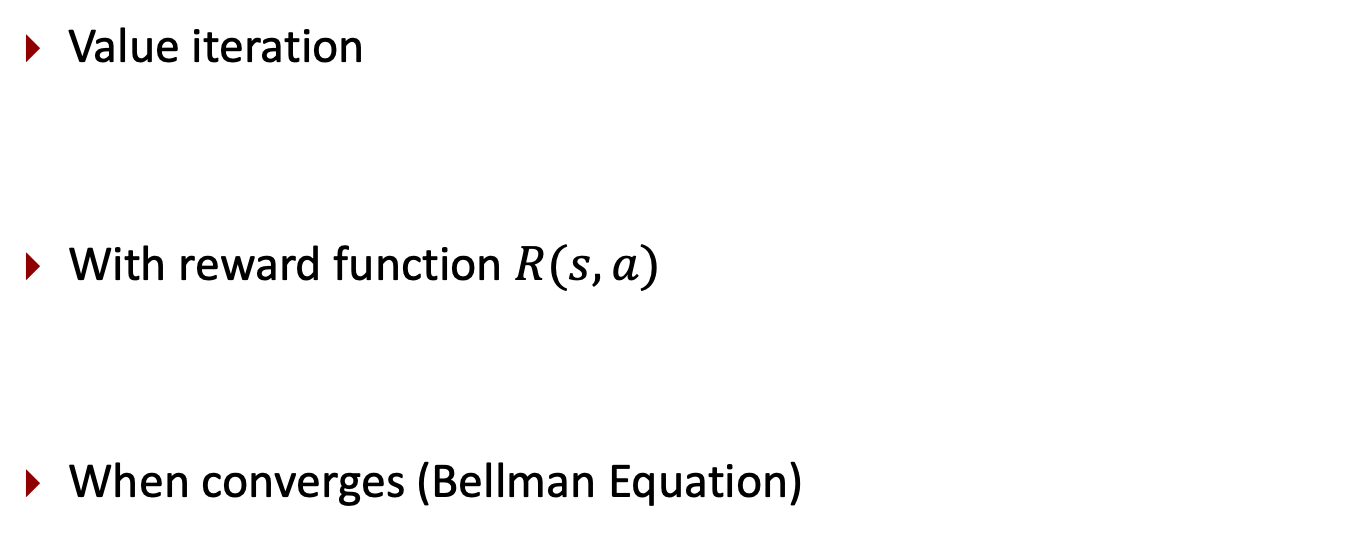 Value iteration
With reward function R(s, a)
When converges (Bellman Equation)